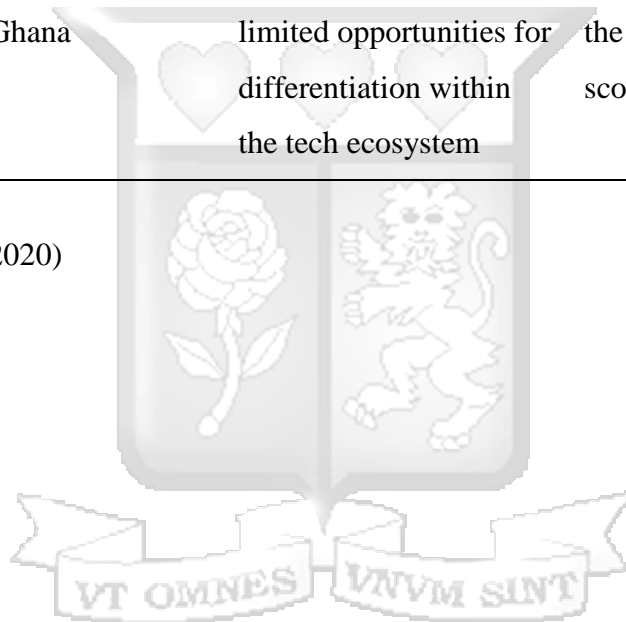 Ghana limited opportunities for the
differentiation within sco
the tech ecosystem
2020)
VT OMNES VNVM SINT